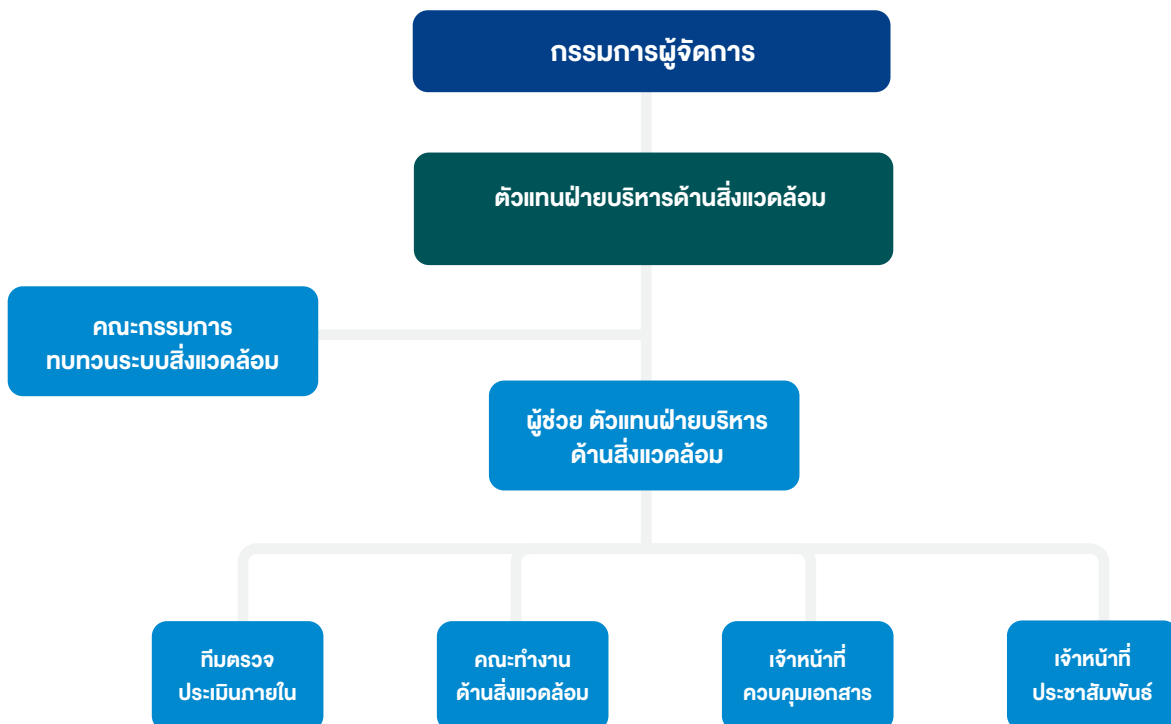 กรรมการผู้จัดการ
ตัวแทนฝ่ายบริหารด้านสิ่งแวดล้อม
คณะกรรมการ
ทบทวนระบบสิ่งแวดล้อม
ผู้ช่วย ตัวแทนฝ่ายบริหาร
ด้านสิ่งแวดล้อม
ทีมตรวจ
ประเมินภายใน
คณะทำงาน
ด้านสิ่งแวดล้อม
เจ้าหน้าที่
ควบคุมเอกสาร
เจ้าหน้าที่
ประชาสัมพันธ์